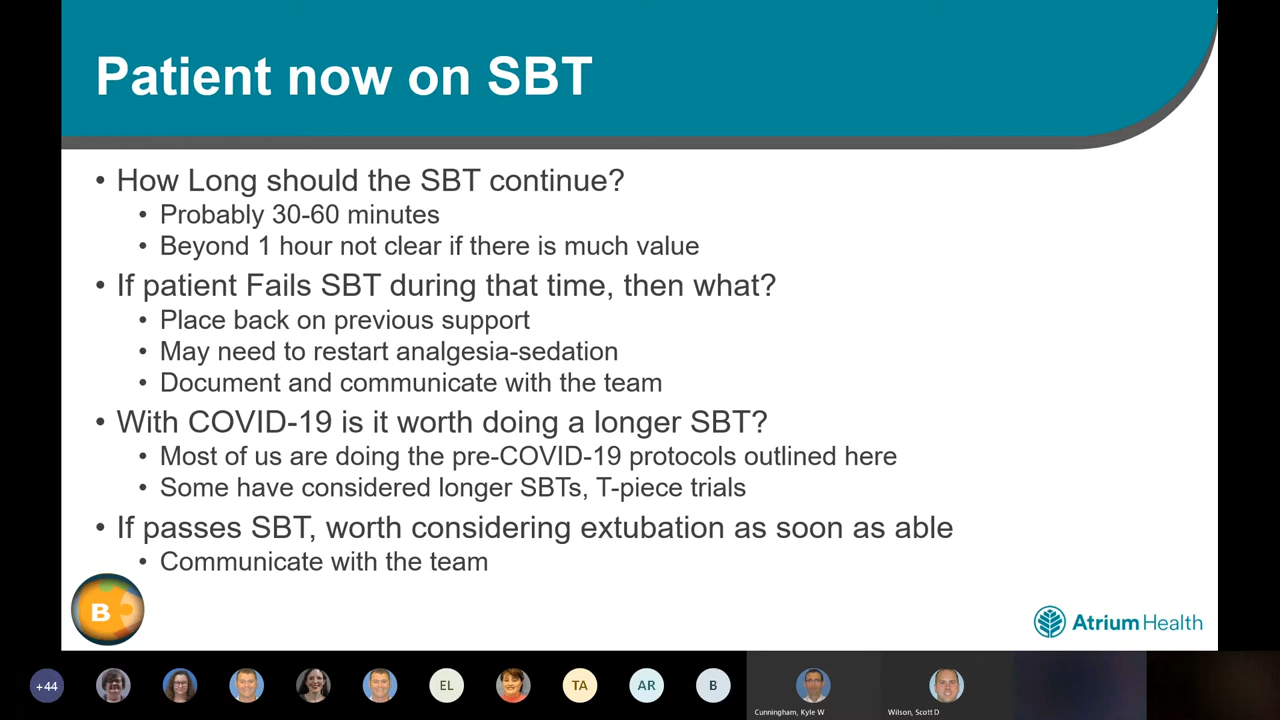 Patient now on SBT
• How Long should the SBT continue?
• Probably 30-60 minutes
• Beyond 1 hour not clear if there is much value
• If patient Fails SBT during that time, then what?
• Place back on previous support
• May need to restart analgesia-sedation
• Document and communicate with the team
• With COVID-19 is it worth doing a longer SBT?
• Most of us are doing the pre-COVID-19 protocols outlined here
• Some have considered longer SBTs, T-piece trials
• If passes SBT, worth considering extubation as soon as able
• Communicate with the team
B
Atrium Health
+44
EL
TA
AR
B
Cunningham, Kyle W
Wilson, Scott D